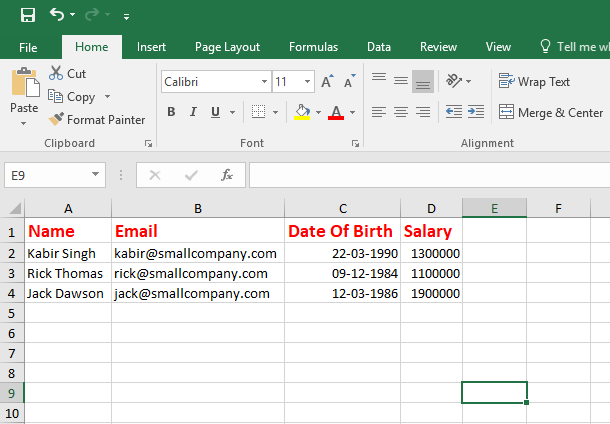 File Home Insert Page Layout Formulas Data Review View Tell me
Cut
Calibri 11 A A Wrap Text
Paste Copy
Format Painter B I U A Merge & Center
Clipboard Font Alignment
E9 fx
A B C D E F
1 Name Email Date Of Birth Salary
2 Kabir Singh kabir@smallcompany.com 22-03-1990 1300000
3 Rick Thomas rick@smallcompany.com 09-12-1984 1100000
4 Jack Dawson jack@smallcompany.com 12-03-1986 1900000
5
6
7
8
9
10